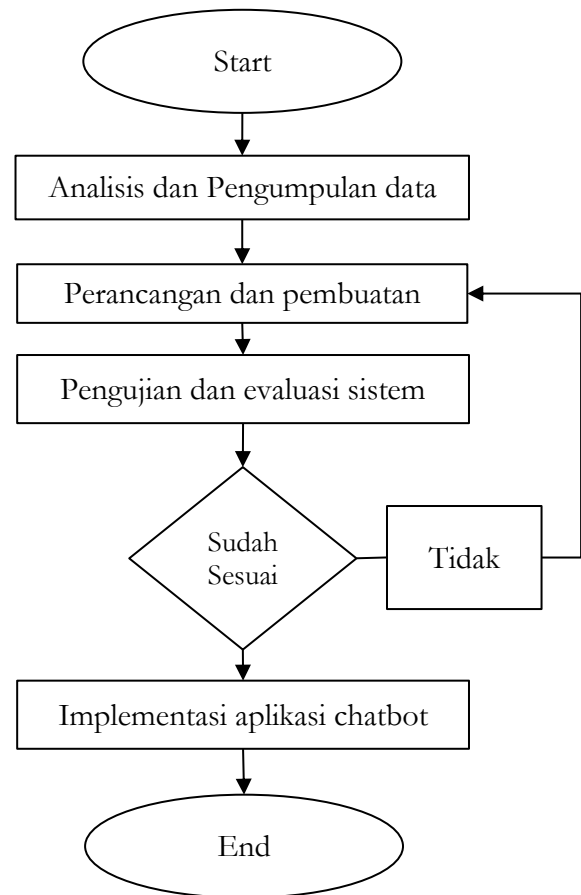 Start
Analisis dan Pengumpulan data
Perancangan dan pembuatan
Pengujian dan evaluasi sistem
Sudah
Sesuai
Tidak
Implementasi aplikasi chatbot
End